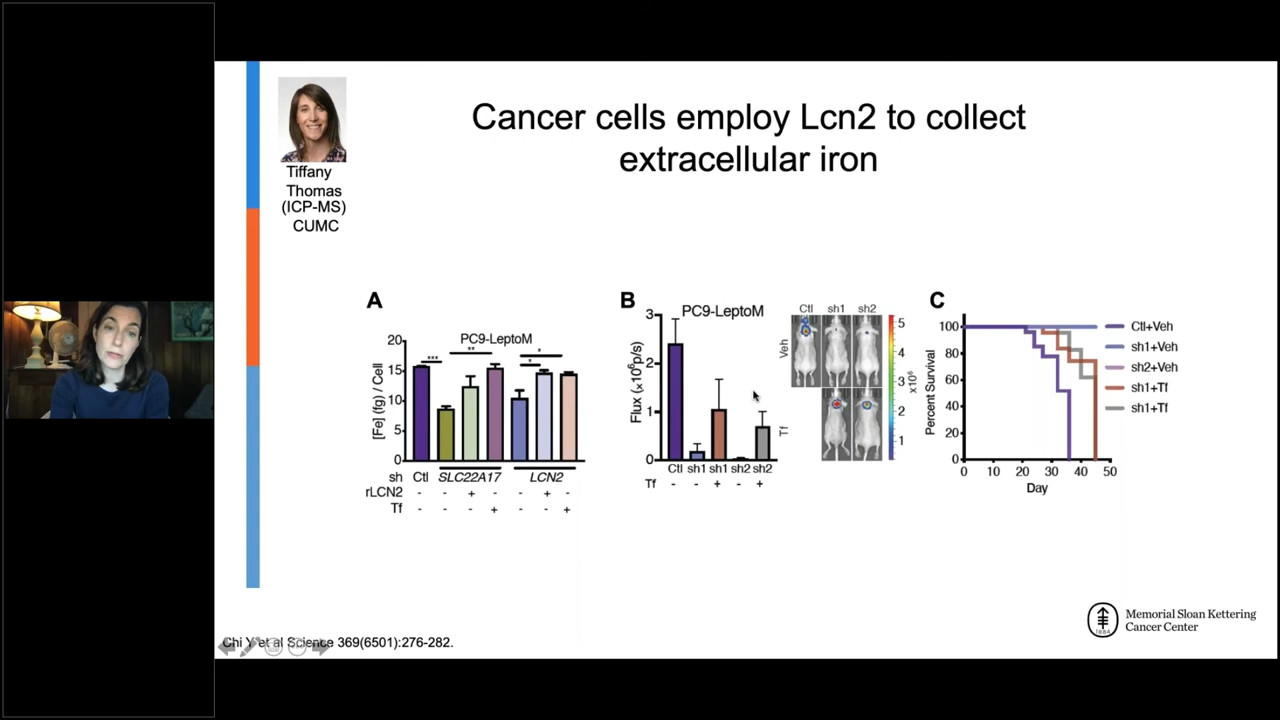 Cancer cells employ Lcn2 to collect
extracellular iron
Tiffany
Thomas
(ICP-MS)
CUMC
A
PC9-LeptoM
[Fe] (fg) / Cell
20
15
10
5
0
***
**
*
*
sh Ctl SLC22A17 LCN2
rLCN2 - - + - - + -
Tf - - - + - - +
B
PC9-LeptoM
Flux (x10⁶p/s)
3
2
1
0
Ctl sh1 sh1 sh2 sh2
Tf - - + - +
Ctl sh1 sh2
Veh
Tf
5
4
3
2
1
x10⁶
C
Percent Survival
100
80
60
40
20
0
0 10 20 30 40 50
Day
Ctl+Veh
sh1+Veh
sh2+Veh
sh1+Tf
sh1+Tf
Chi Y et al Science 369(6501):276-282.
1884
Memorial Sloan Kettering
Cancer Center